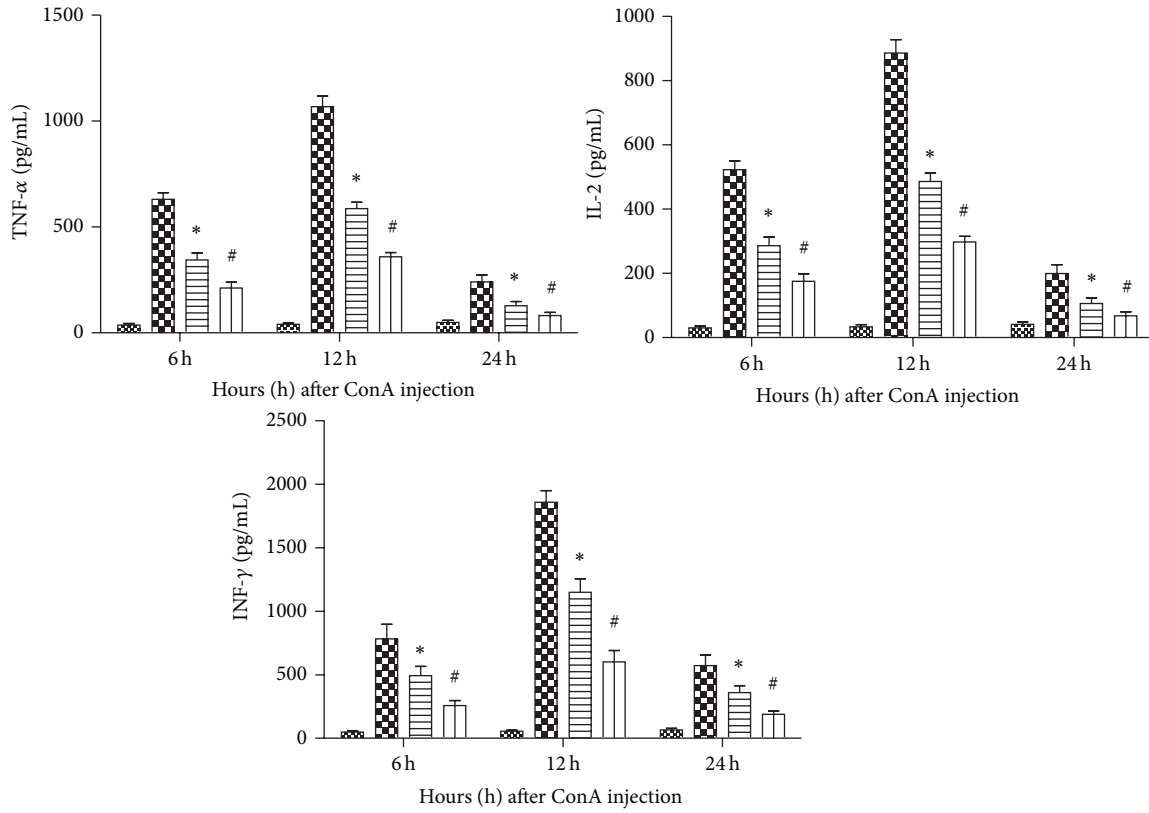 1500
1000
500
0
TNF-α (pg/mL)
*
#
*
#
*
#
6 h
12 h
24 h
Hours (h) after ConA injection
1000
800
600
400
200
0
IL-2 (pg/mL)
*
#
*
#
*
#
6 h
12 h
24 h
Hours (h) after ConA injection
2500
2000
1500
1000
500
0
INF-γ (pg/mL)
*
#
*
#
*
#
6 h
12 h
24 h
Hours (h) after ConA injection